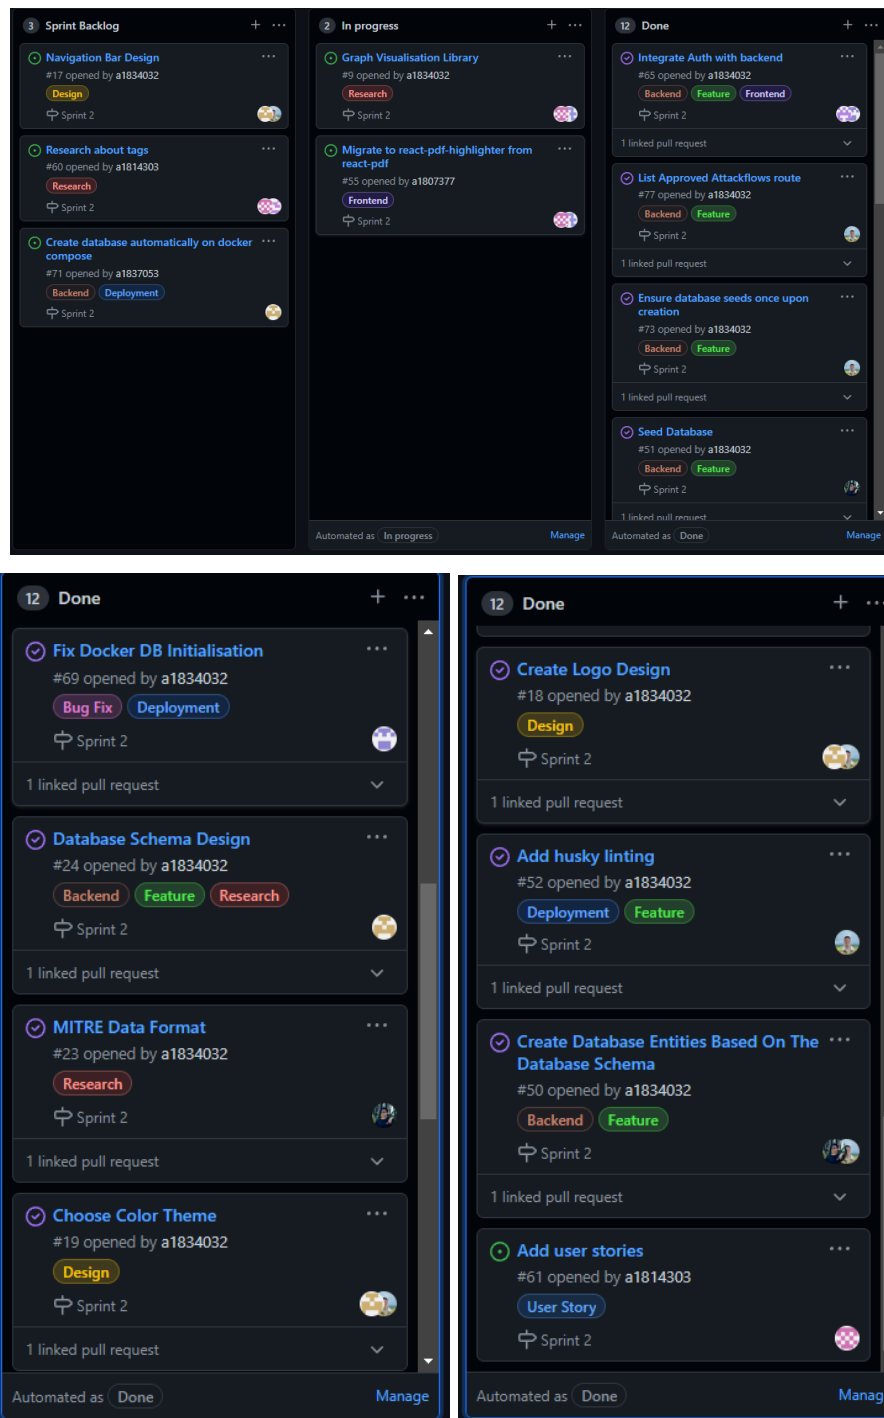 3 Sprint Backlog
Navigation Bar Design
#17 opened by a1834032
Design
Sprint 2
Research about tags
#60 opened by a1814303
Research
Sprint 2
Create database automatically on docker
compose
#71 opened by a1837053
Backend Deployment
Sprint 2
2 In progress
Graph Visualisation Library
#9 opened by a1834032
Research
Sprint 2
Migrate to react-pdf-highlighter from
react-pdf
#55 opened by a1807377
Frontend
Sprint 2
Automated as In progress Manage
12 Done
Integrate Auth with backend
#65 opened by a1834032
Backend Feature Frontend
Sprint 2
1 linked pull request
List Approved Attackflows route
#77 opened by a1834032
Backend Feature
Sprint 2
1 linked pull request
Ensure database seeds once upon
creation
#73 opened by a1834032
Backend Feature
Sprint 2
1 linked pull request
Seed Database
#51 opened by a1834032
Backend Feature
Sprint 2
1 linked pull request
Automated as Done Manage
12 Done
Fix Docker DB Initialisation
#69 opened by a1834032
Bug Fix Deployment
Sprint 2
1 linked pull request
Database Schema Design
#24 opened by a1834032
Backend Feature Research
Sprint 2
1 linked pull request
MITRE Data Format
#23 opened by a1834032
Research
Sprint 2
1 linked pull request
Choose Color Theme
#19 opened by a1834032
Design
Sprint 2
1 linked pull request
Automated as Done Manage
12 Done
Create Logo Design
#18 opened by a1834032
Design
Sprint 2
1 linked pull request
Add husky linting
#52 opened by a1834032
Deployment Feature
Sprint 2
1 linked pull request
Create Database Entities Based On The
Database Schema
#50 opened by a1834032
Backend Feature
Sprint 2
1 linked pull request
Add user stories
#61 opened by a1814303
User Story
Sprint 2
Automated as Done Manag